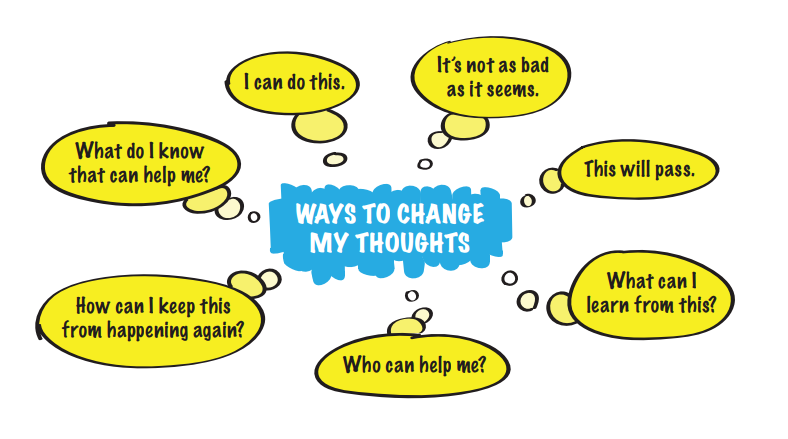 I can do this.
It's not as bad
as it seems.
What do I know
that can help me?
This will pass.
WAYS TO CHANGE
MY THOUGHTS
How can I keep this
from happening again?
What can I
learn from this?
Who can help me?